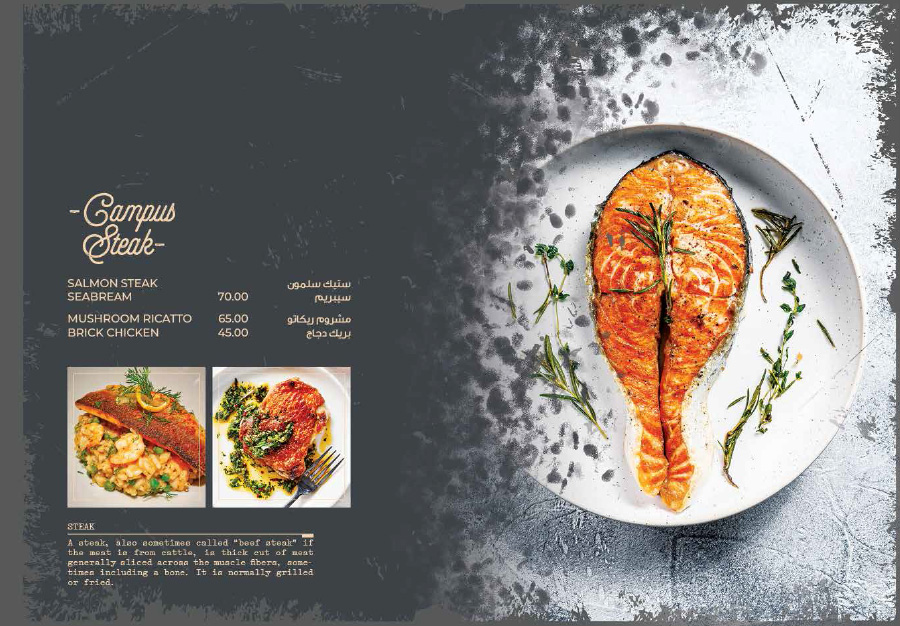 -Campus
Steak-
SALMON STEAK ستيك سلمون
SEABREAM 70.00 سيبريم
MUSHROOM RICATTO 65.00 مشروم ريكاتو
BRICK CHICKEN 45.00 بريك دجاج
STEAK
A steak, also sometimes called "beef steak" if
the meat is from cattle, is thick cut of meat
generally sliced across the muscle fibers, some-
times including a bone. It is normally grilled
or fried.